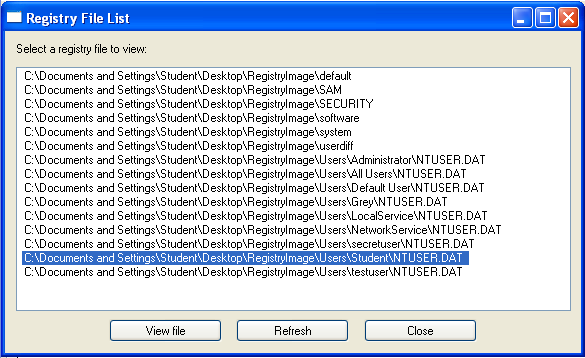 Registry File List
Select a registry file to view:
C:\Documents and Settings\Student\Desktop\RegistryImage\default
C:\Documents and Settings\Student\Desktop\RegistryImage\SAM
C:\Documents and Settings\Student\Desktop\RegistryImage\SECURITY
C:\Documents and Settings\Student\Desktop\RegistryImage\software
C:\Documents and Settings\Student\Desktop\RegistryImage\system
C:\Documents and Settings\Student\Desktop\RegistryImage\userdiff
C:\Documents and Settings\Student\Desktop\RegistryImage\Users\Administrator\NTUSER.DAT
C:\Documents and Settings\Student\Desktop\RegistryImage\Users\All Users\NTUSER.DAT
C:\Documents and Settings\Student\Desktop\RegistryImage\Users\Default User\NTUSER.DAT
C:\Documents and Settings\Student\Desktop\RegistryImage\Users\Grey\NTUSER.DAT
C:\Documents and Settings\Student\Desktop\RegistryImage\Users\LocalService\NTUSER.DAT
C:\Documents and Settings\Student\Desktop\RegistryImage\Users\NetworkService\NTUSER.DAT
C:\Documents and Settings\Student\Desktop\RegistryImage\Users\secretuser\NTUSER.DAT
C:\Documents and Settings\Student\Desktop\RegistryImage\Users\Student\NTUSER.DAT
C:\Documents and Settings\Student\Desktop\RegistryImage\Users\testuser\NTUSER.DAT
View file Refresh Close